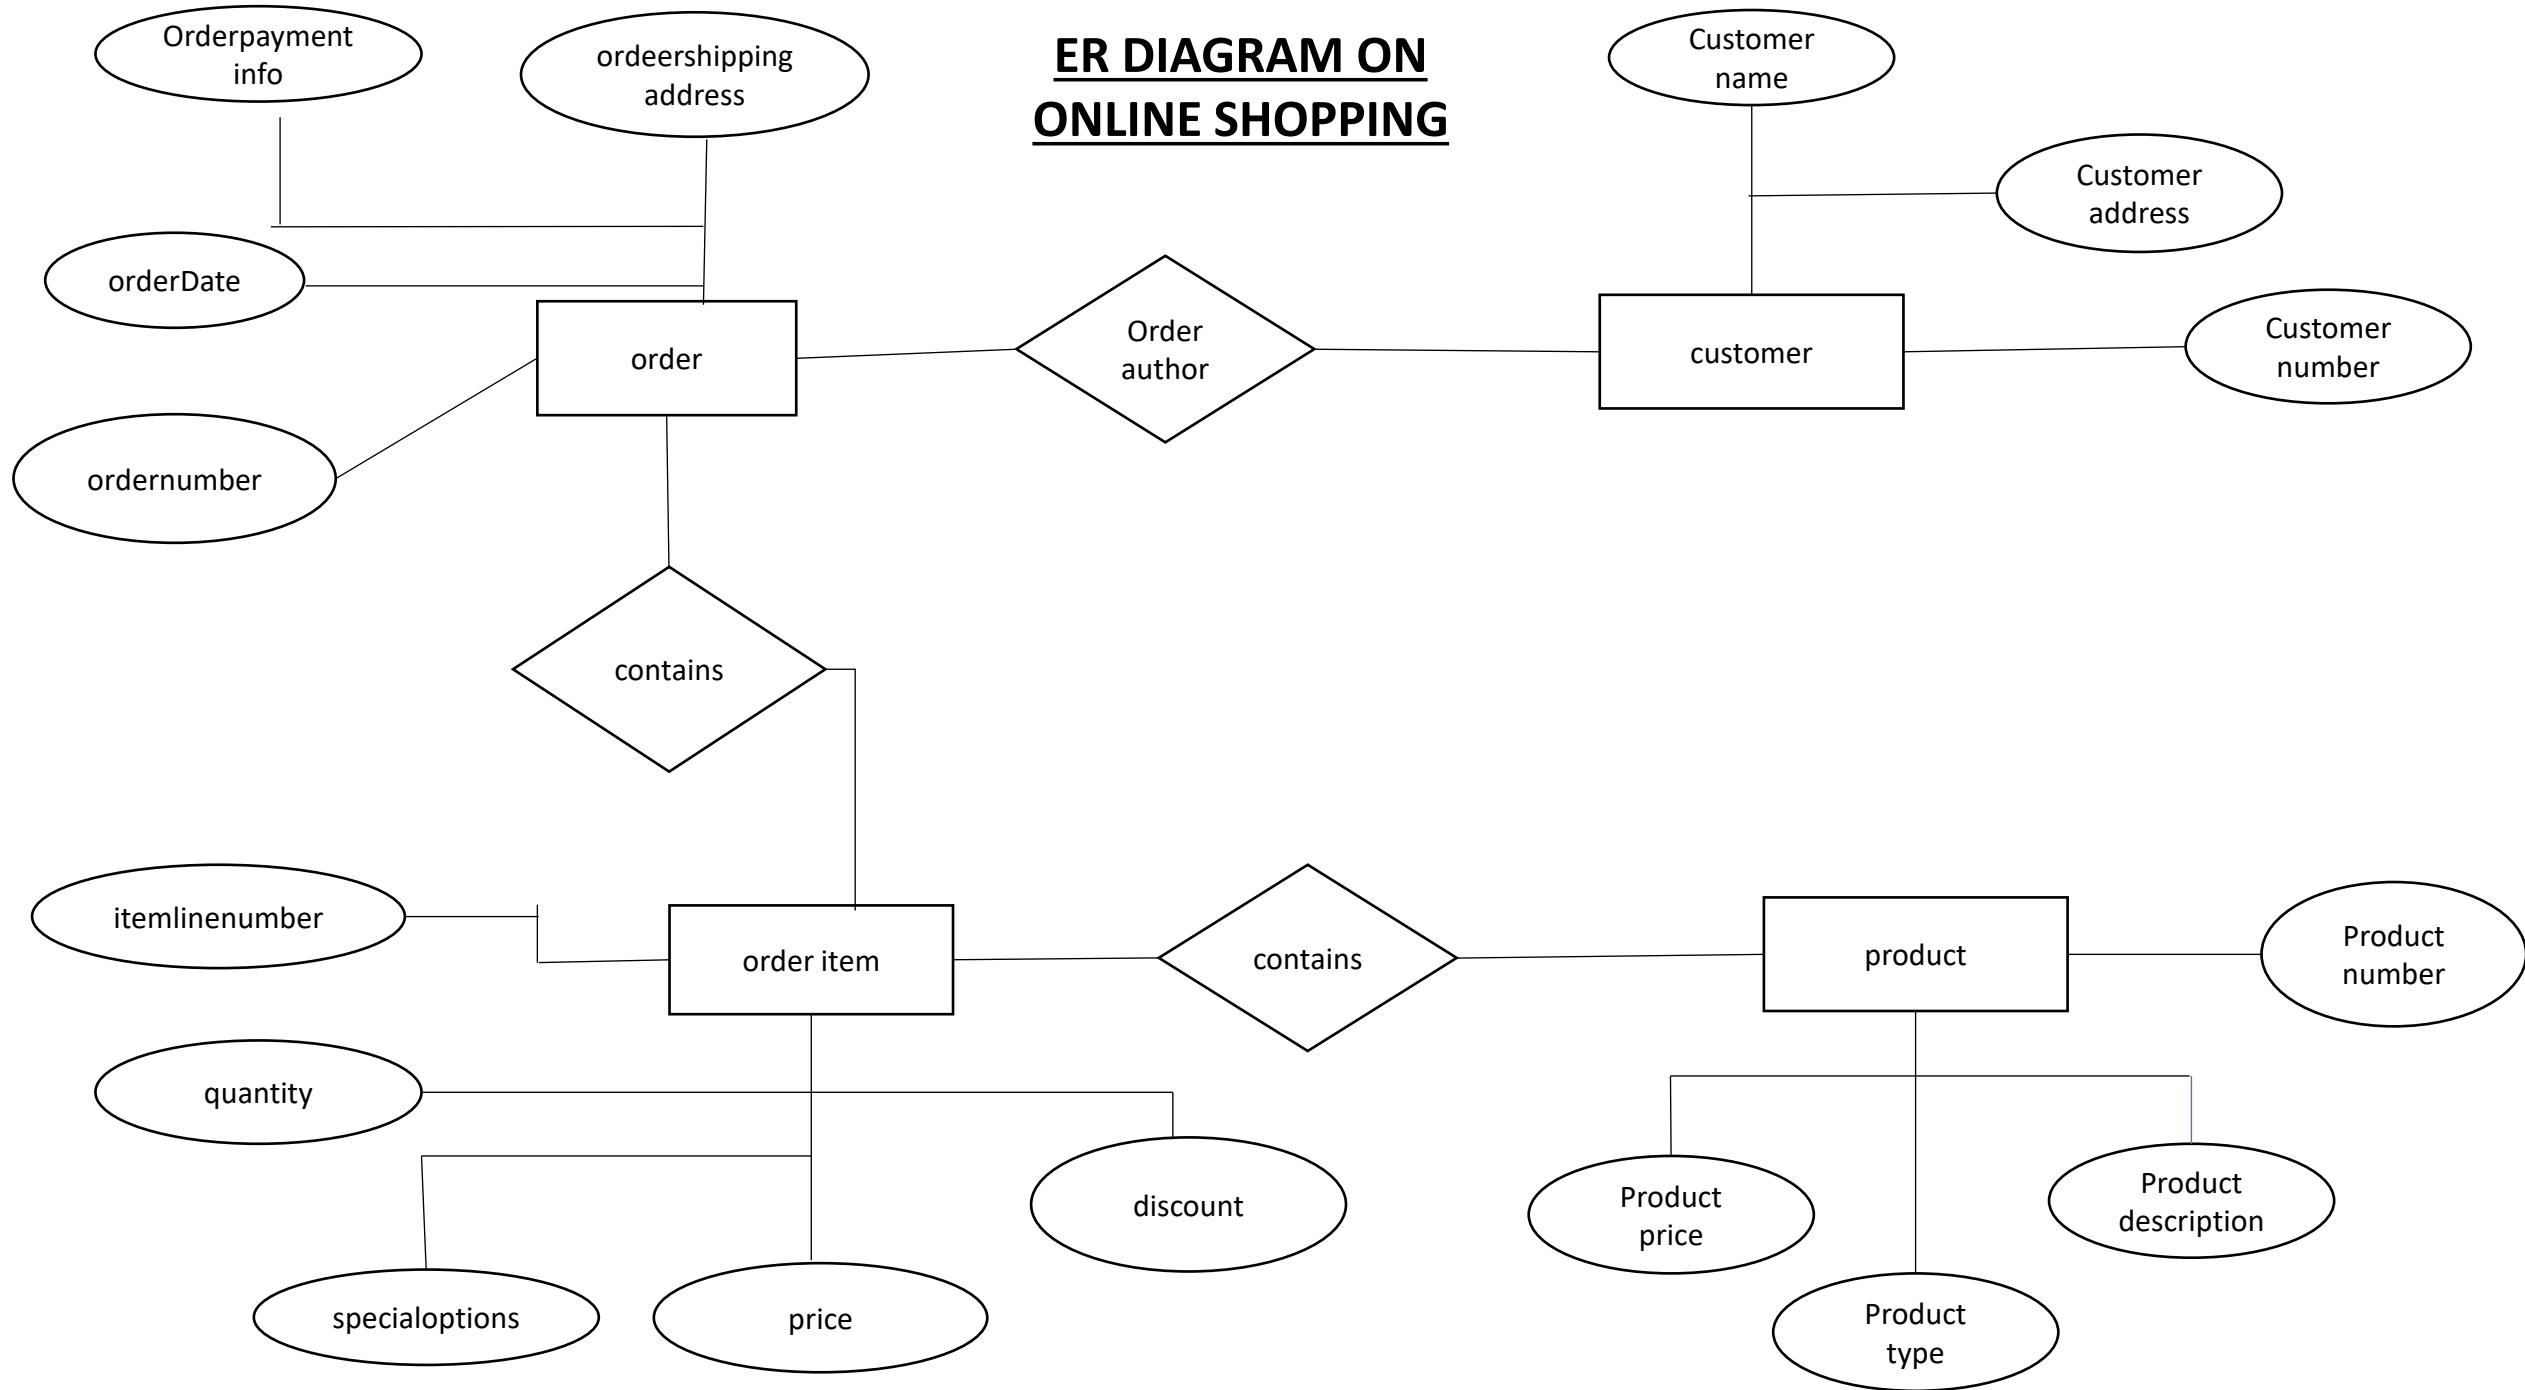 Orderpayment
info
ordeershipping
address
ER DIAGRAM ON
ONLINE SHOPPING
Customer
name
Customer
address
orderDate
order
Order
author
customer
Customer
number
ordernumber
contains
itemlinenumber
order item
contains
product
Product
number
quantity
discount
Product
price
Product
description
specialoptions
price
Product
type